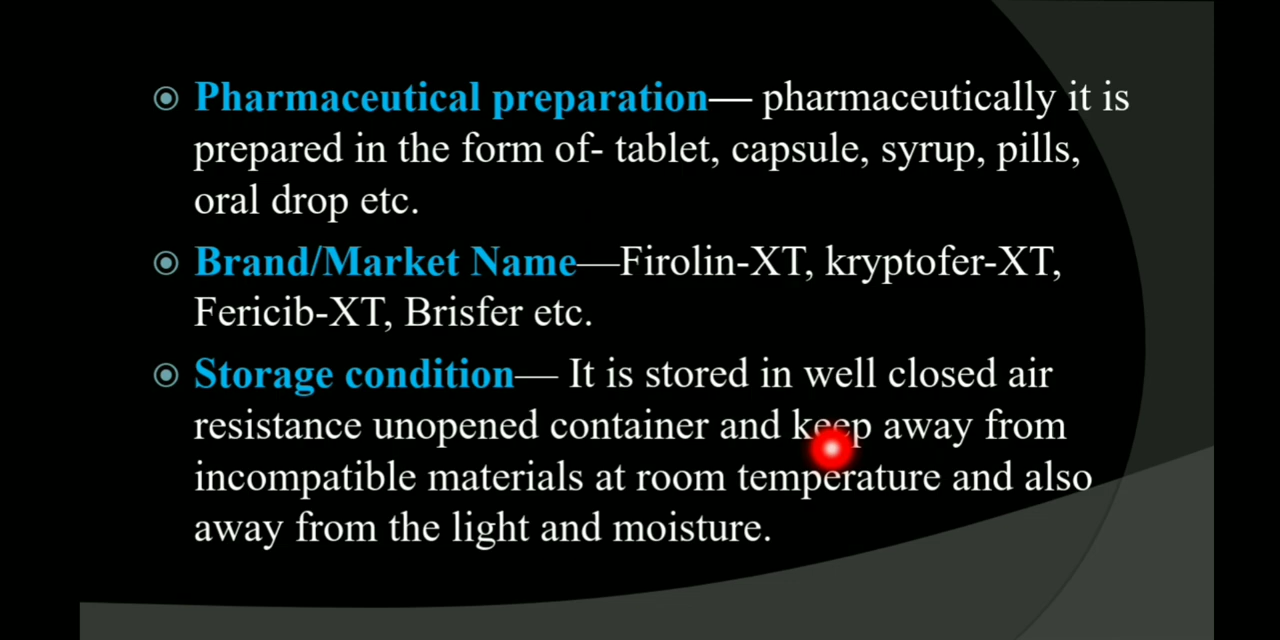 Pharmaceutical preparation— pharmaceutically it is
prepared in the form of- tablet, capsule, syrup, pills,
oral drop etc.
Brand/Market Name—Firolin-XT, kryptofer-XT,
Fericib-XT, Brisfer etc.
Storage condition— It is stored in well closed air
resistance unopened container and keep away from
incompatible materials at room temperature and also
away from the light and moisture.